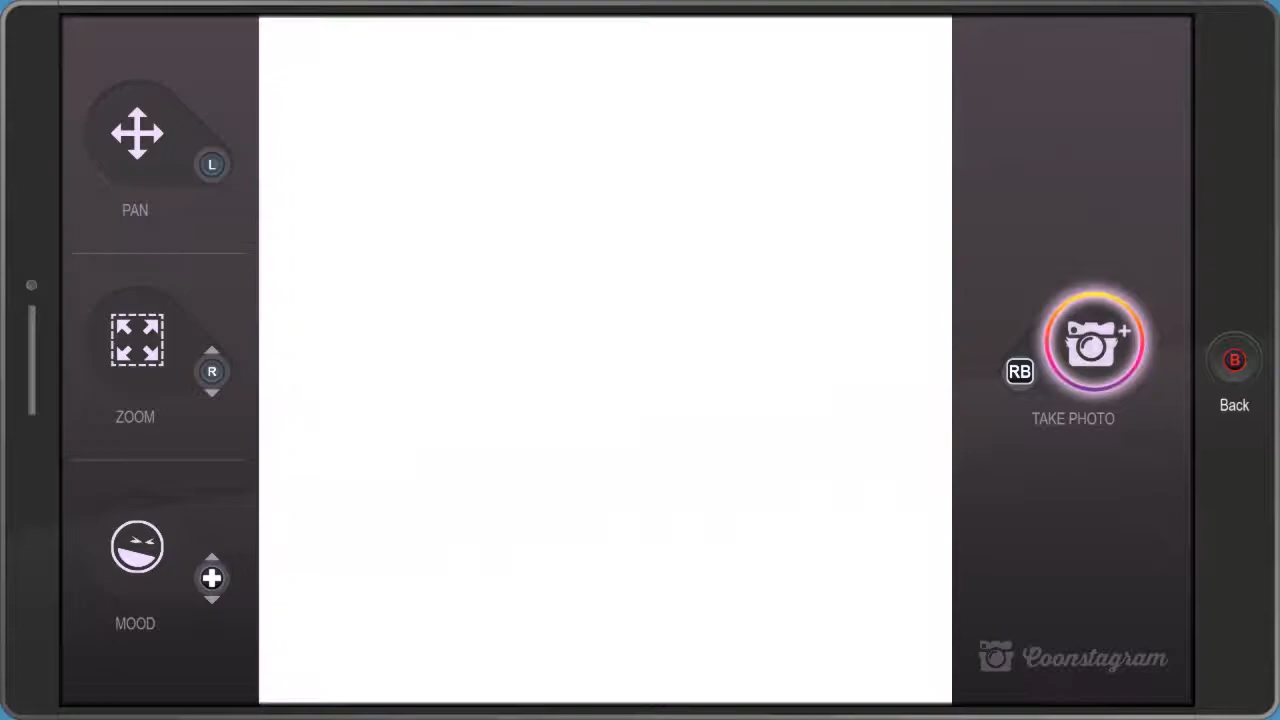 L
PAN
R
ZOOM
MOOD
RB
TAKE PHOTO
B
Back
Coonstagram